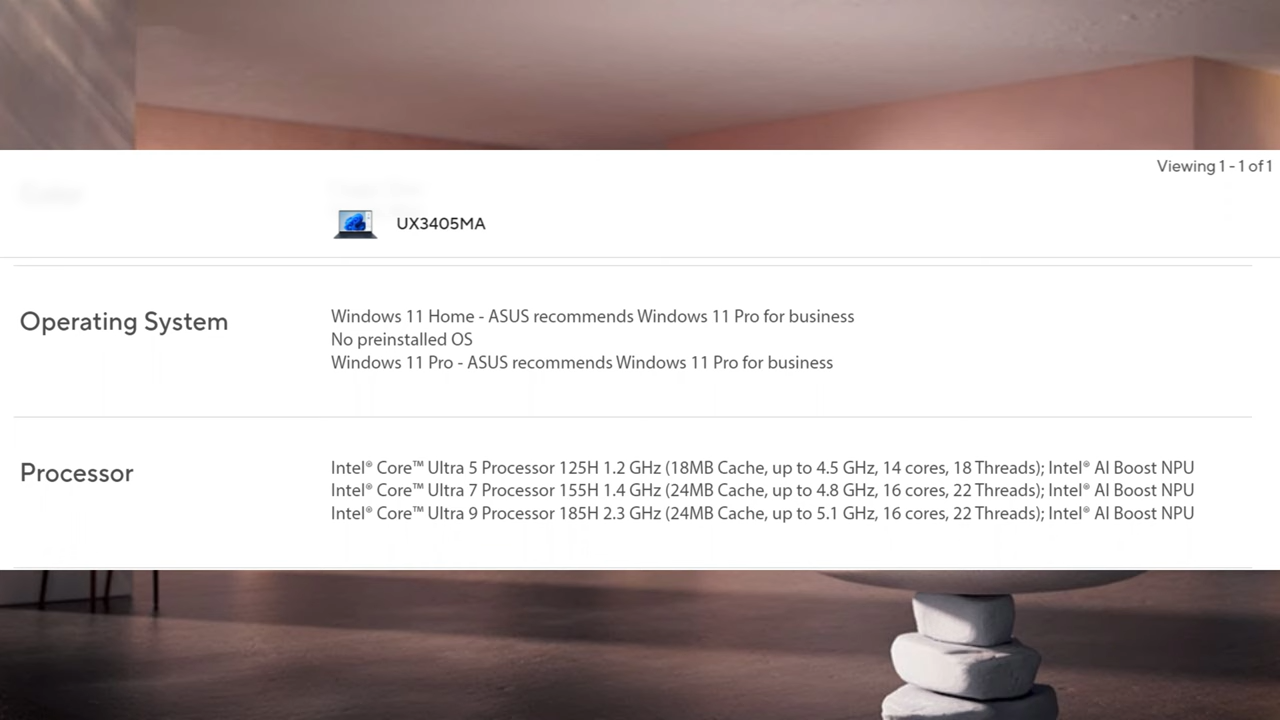 Viewing 1 - 1 of 1
UX3405MA
Operating System
Windows 11 Home - ASUS recommends Windows 11 Pro for business
No preinstalled OS
Windows 11 Pro - ASUS recommends Windows 11 Pro for business
Processor
Intel® Core™ Ultra 5 Processor 125H 1.2 GHz (18MB Cache, up to 4.5 GHz, 14 cores, 18 Threads); Intel® AI Boost NPU
Intel® Core™ Ultra 7 Processor 155H 1.4 GHz (24MB Cache, up to 4.8 GHz, 16 cores, 22 Threads); Intel® AI Boost NPU
Intel® Core™ Ultra 9 Processor 185H 2.3 GHz (24MB Cache, up to 5.1 GHz, 16 cores, 22 Threads); Intel® AI Boost NPU